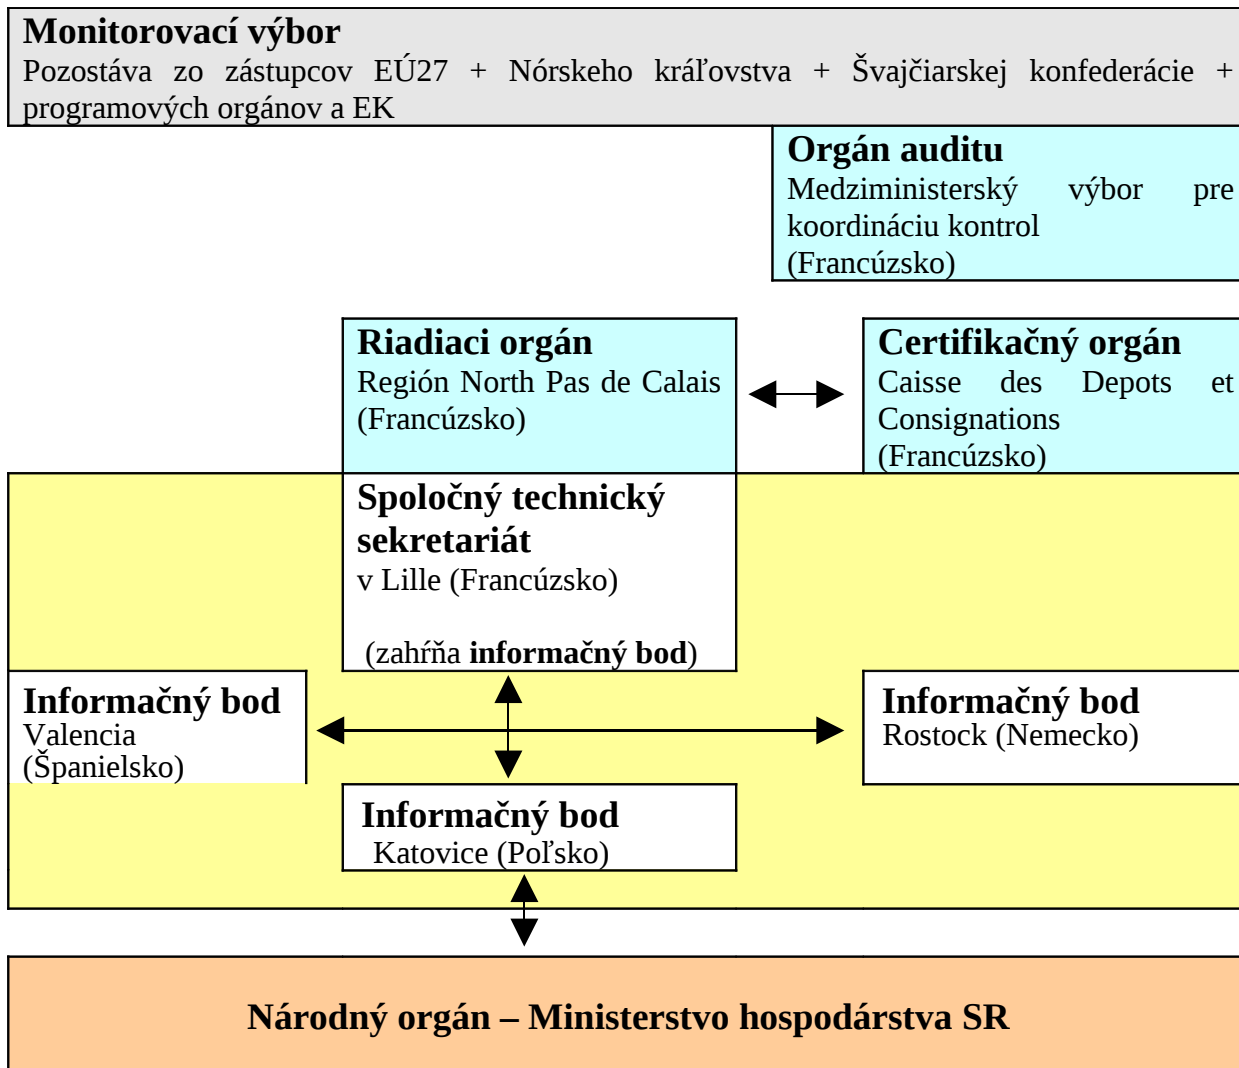 Monitorovací výbor
Pozostáva zo zástupcov EÚ27 + Nórskeho kráľovstva + Švajčiarskej konfederácie +
programových orgánov a EK
Orgán auditu
Medziministerský výbor pre
koordináciu kontrol
(Francúzsko)
Riadiaci orgán
Región North Pas de Calais
(Francúzsko)
Certifikačný orgán
Caisse des Depots et
Consignations
(Francúzsko)
Spoločný technický
sekretariát
v Lille (Francúzsko)
(zahŕňa informačný bod)
Informačný bod
Valencia
(Španielsko)
Informačný bod
Rostock (Nemecko)
Informačný bod
Katovice (Poľsko)
Národný orgán – Ministerstvo hospodárstva SR